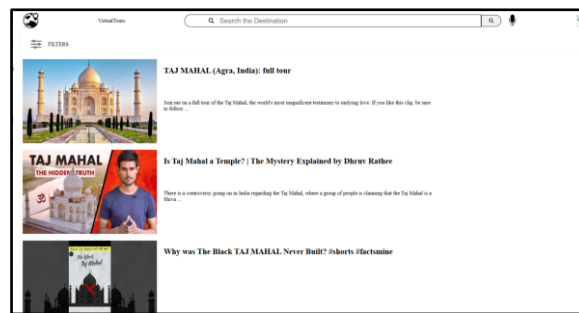 VirtualTours
Search the Destination
FILTERS
TAJ MAHAL (Agra, India): full tour
Join me on a full tour of the Taj Mahal, the world's most magnificent testimony to undying love. If you like this clip, be sure
to follow ...
TAJ MAHAL
THE HIDDEN TRUTH
ॐ
Is Taj Mahal a Temple? | The Mystery Explained by Dhruv Rathee
There is a controversy going on in India regarding the Taj Mahal, where a group of people is claiming that the Taj Mahal is a
Shiva ...
The Black
Taj Mahal
Why was The Black TAJ MAHAL Never Built? #shorts #factsmine